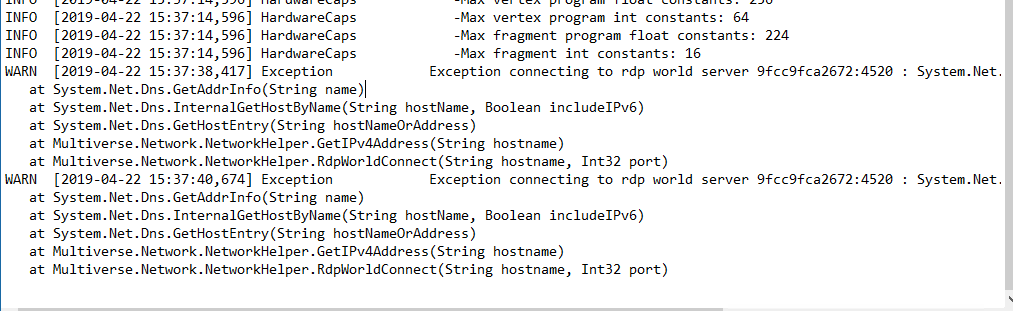 INFO [2019-04-22 15:37:14,596] HardwareCaps -Max vertex program float constants: 256
INFO [2019-04-22 15:37:14,596] HardwareCaps -Max vertex program int constants: 64
INFO [2019-04-22 15:37:14,596] HardwareCaps -Max fragment program float constants: 224
INFO [2019-04-22 15:37:14,596] HardwareCaps -Max fragment int constants: 16
WARN [2019-04-22 15:37:38,417] Exception Exception connecting to rdp world server 9fcc9fca2672:4520 : System.Net.
at System.Net.Dns.GetAddrInfo(String name)
at System.Net.Dns.InternalGetHostByName(String hostName, Boolean includeIPv6)
at System.Net.Dns.GetHostEntry(String hostNameOrAddress)
at Multiverse.Network.NetworkHelper.GetIPv4Address(String hostname)
at Multiverse.Network.NetworkHelper.RdpWorldConnect(String hostname, Int32 port)
WARN [2019-04-22 15:37:40,674] Exception Exception connecting to rdp world server 9fcc9fca2672:4520 : System.Net.
at System.Net.Dns.GetAddrInfo(String name)
at System.Net.Dns.InternalGetHostByName(String hostName, Boolean includeIPv6)
at System.Net.Dns.GetHostEntry(String hostNameOrAddress)
at Multiverse.Network.NetworkHelper.GetIPv4Address(String hostname)
at Multiverse.Network.NetworkHelper.RdpWorldConnect(String hostname, Int32 port)